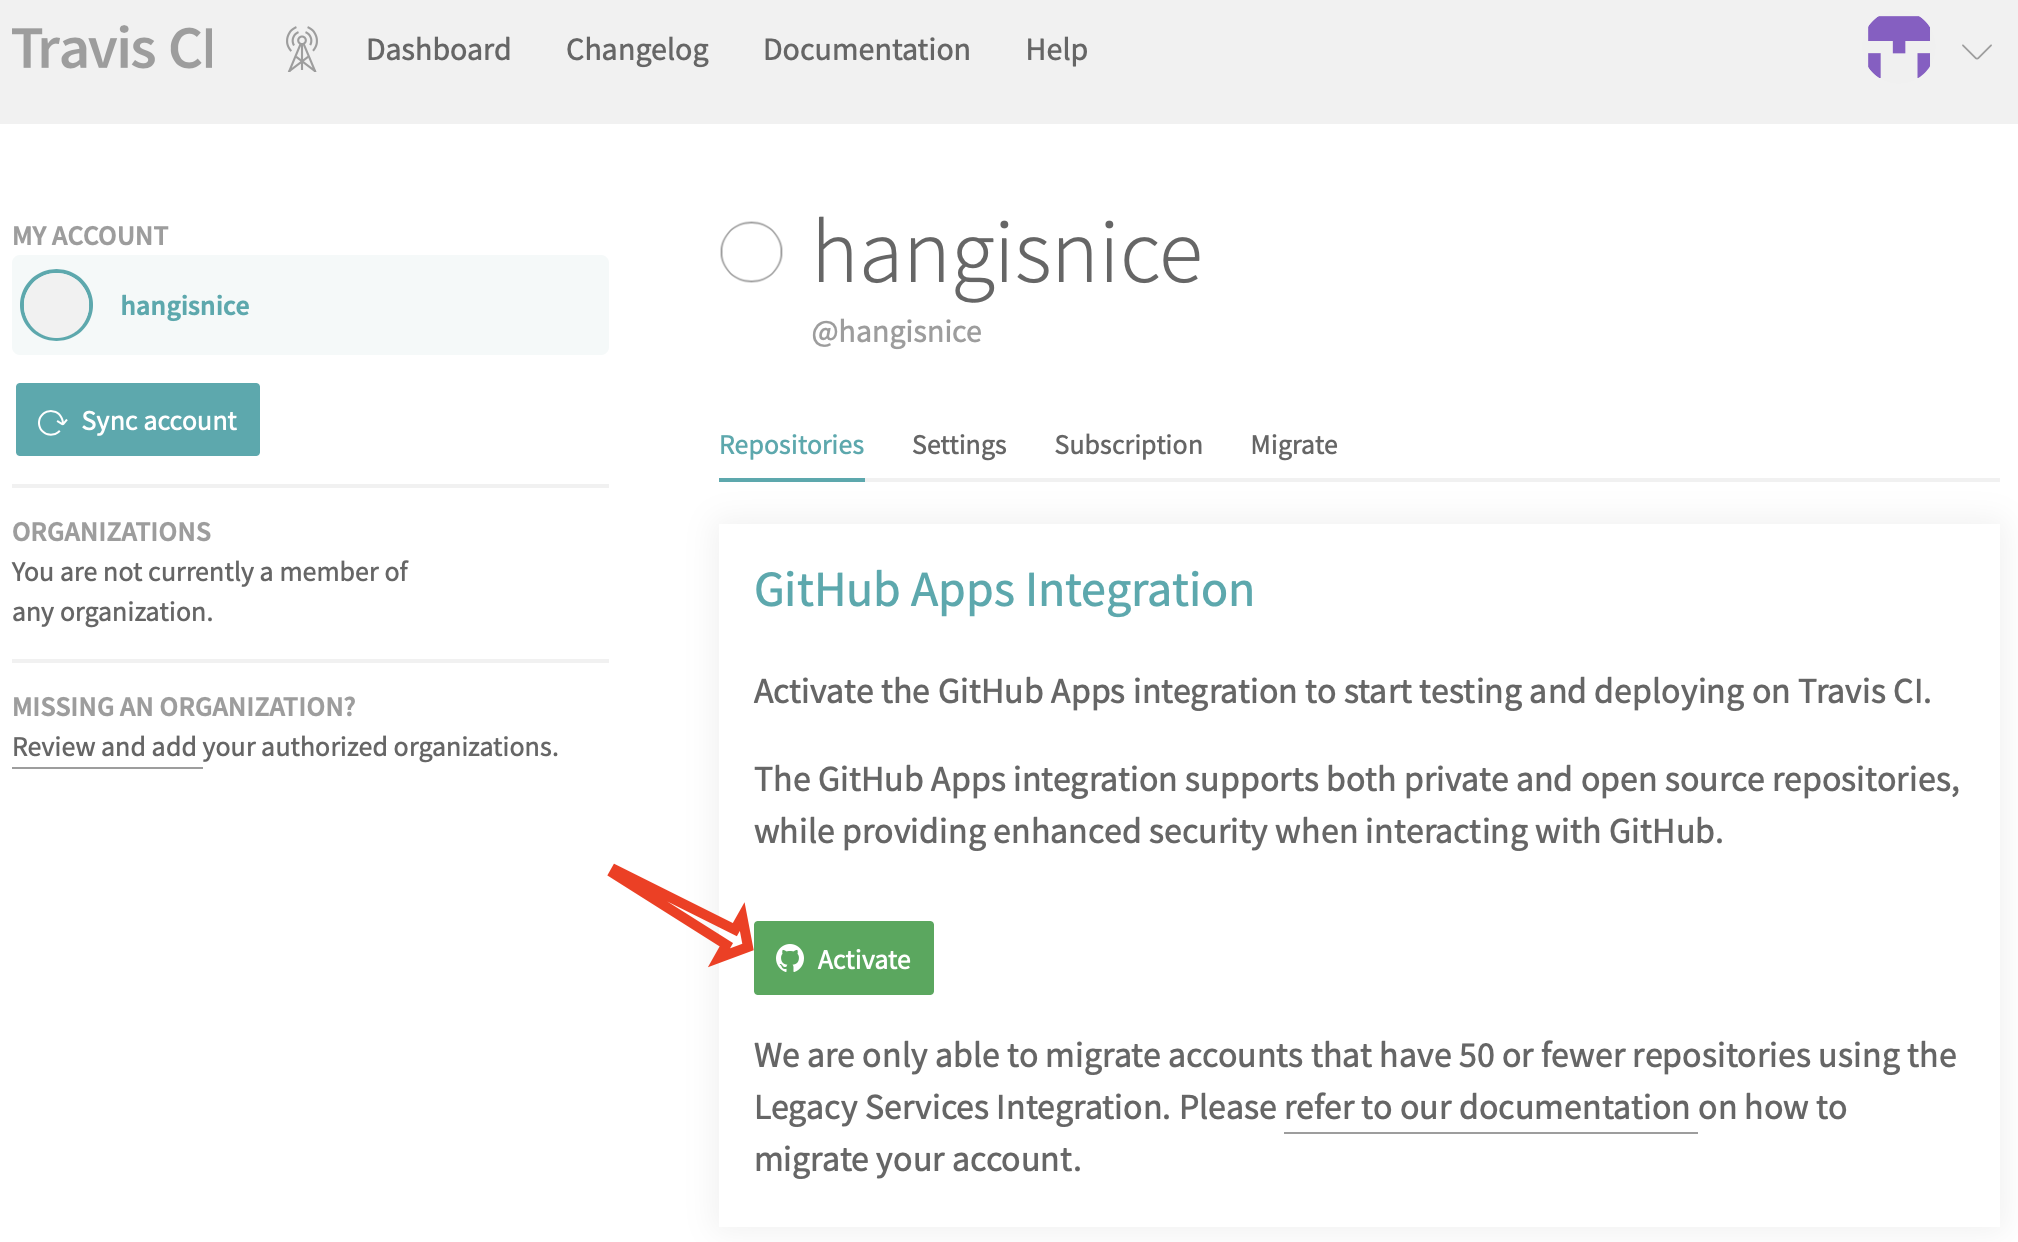 Travis CI
Dashboard
Changelog
Documentation
Help
MY ACCOUNT
hangisnice
Sync account
ORGANIZATIONS
You are not currently a member of
any organization.
MISSING AN ORGANIZATION?
Review and add your authorized organizations.
hangisnice
@hangisnice
Repositories
Settings
Subscription
Migrate
GitHub Apps Integration
Activate the GitHub Apps integration to start testing and deploying on Travis CI.
The GitHub Apps integration supports both private and open source repositories,
while providing enhanced security when interacting with GitHub.
Activate
We are only able to migrate accounts that have 50 or fewer repositories using the
Legacy Services Integration. Please refer to our documentation on how to
migrate your account.